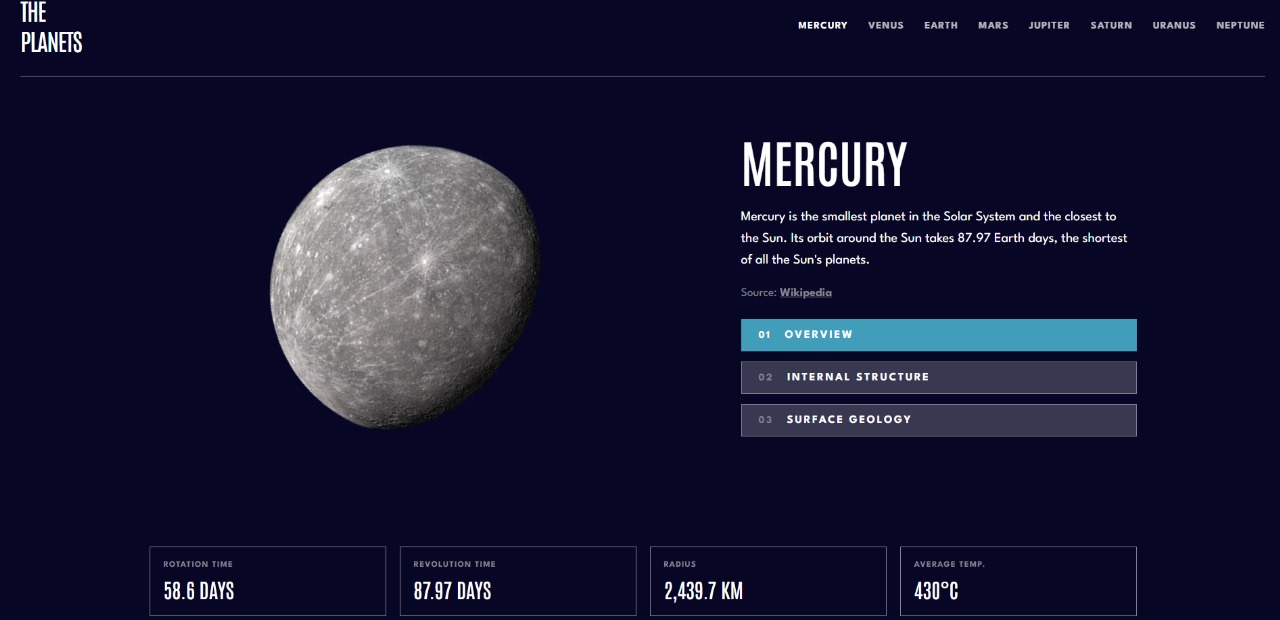 THE
PLANETS
MERCURY VENUS EARTH MARS JUPITER SATURN URANUS NEPTUNE
MERCURY
Mercury is the smallest planet in the Solar System and the closest to
the Sun. Its orbit around the Sun takes 87.97 Earth days, the shortest
of all the Sun's planets.
Source: Wikipedia
01 OVERVIEW
02 INTERNAL STRUCTURE
03 SURFACE GEOLOGY
ROTATION TIME
58.6 DAYS
REVOLUTION TIME
87.97 DAYS
RADIUS
2,439.7 KM
AVERAGE TEMP.
430°C